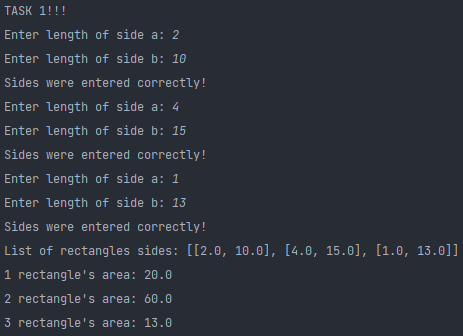 TASK 1!!!
Enter length of side a: 2
Enter length of side b: 10
Sides were entered correctly!
Enter length of side a: 4
Enter length of side b: 15
Sides were entered correctly!
Enter length of side a: 1
Enter length of side b: 13
Sides were entered correctly!
List of rectangles sides: [[2.0, 10.0], [4.0, 15.0], [1.0, 13.0]]
1 rectangle's area: 20.0
2 rectangle's area: 60.0
3 rectangle's area: 13.0